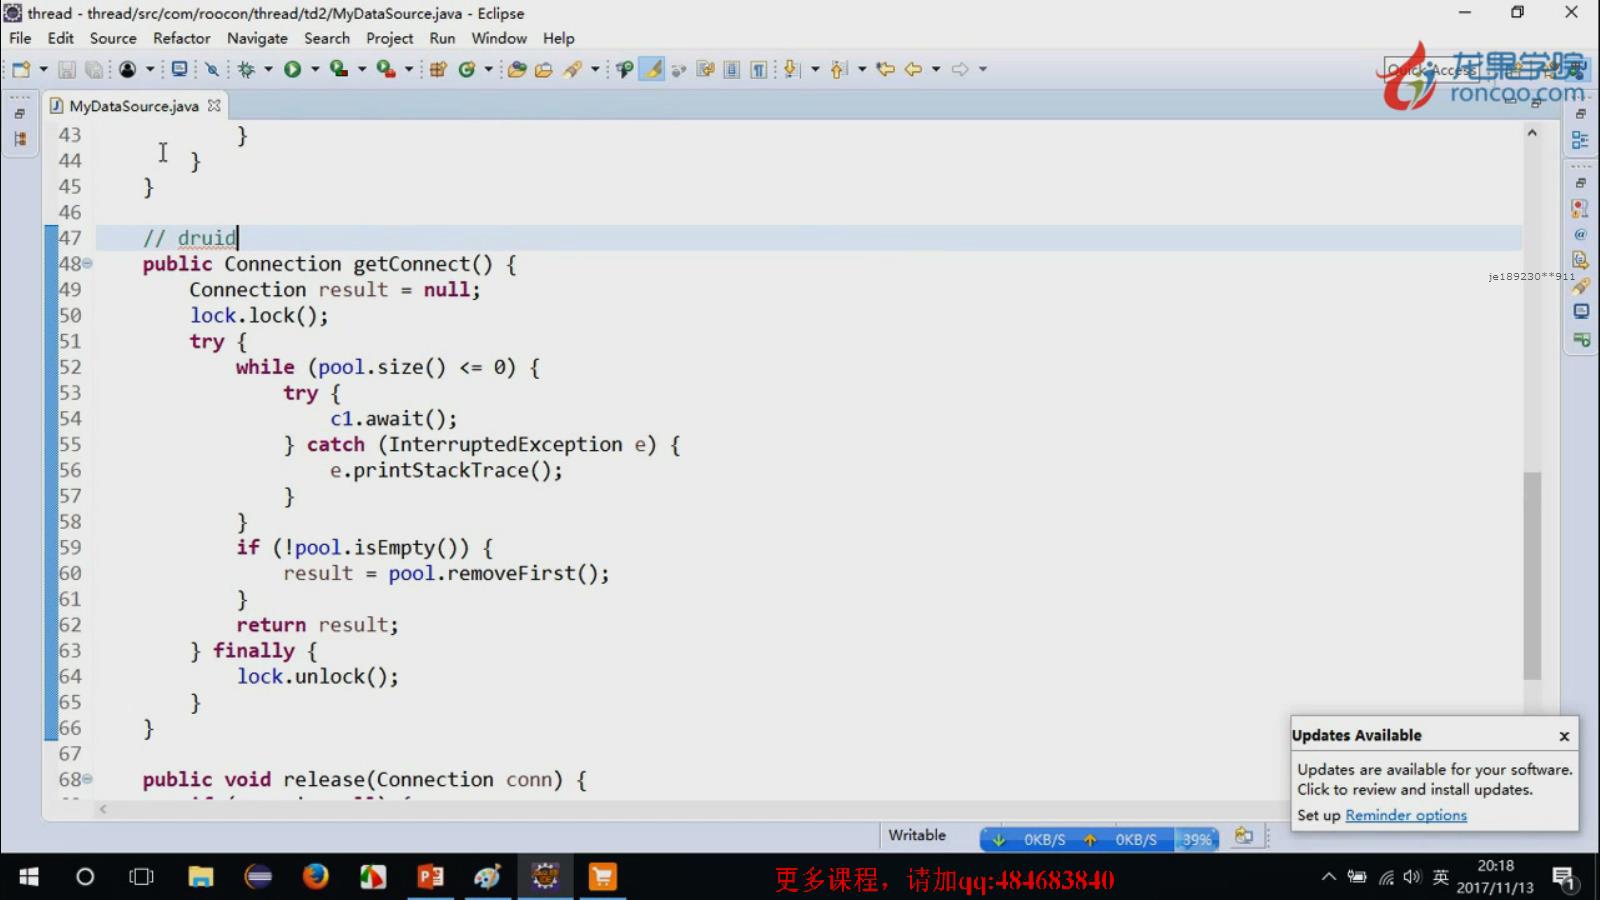 thread - thread/src/com/roocon/thread/td2/MyDataSource.java - Eclipse
File Edit Source Refactor Navigate Search Project Run Window Help
Quick Access
龙果学院
roncoo.com
MyDataSource.java
43 }
44 }
45 }
46
47 // druid
48 public Connection getConnect() {
49 Connection result = null;
50 lock.lock();
51 try {
52 while (pool.size() <= 0) {
53 try {
54 c1.await();
55 } catch (InterruptedException e) {
56 e.printStackTrace();
57 }
58 }
59 if (!pool.isEmpty()) {
60 result = pool.removeFirst();
61 }
62 return result;
63 } finally {
64 lock.unlock();
65 }
66 }
67
68 public void release(Connection conn) {
je189230**911
Updates Available
Updates are available for your software.
Click to review and install updates.
Set up Reminder options
Writable
0KB/S 0KB/S 39%
更多课程，请加qq:484683840
英
20:18
2017/11/13
1